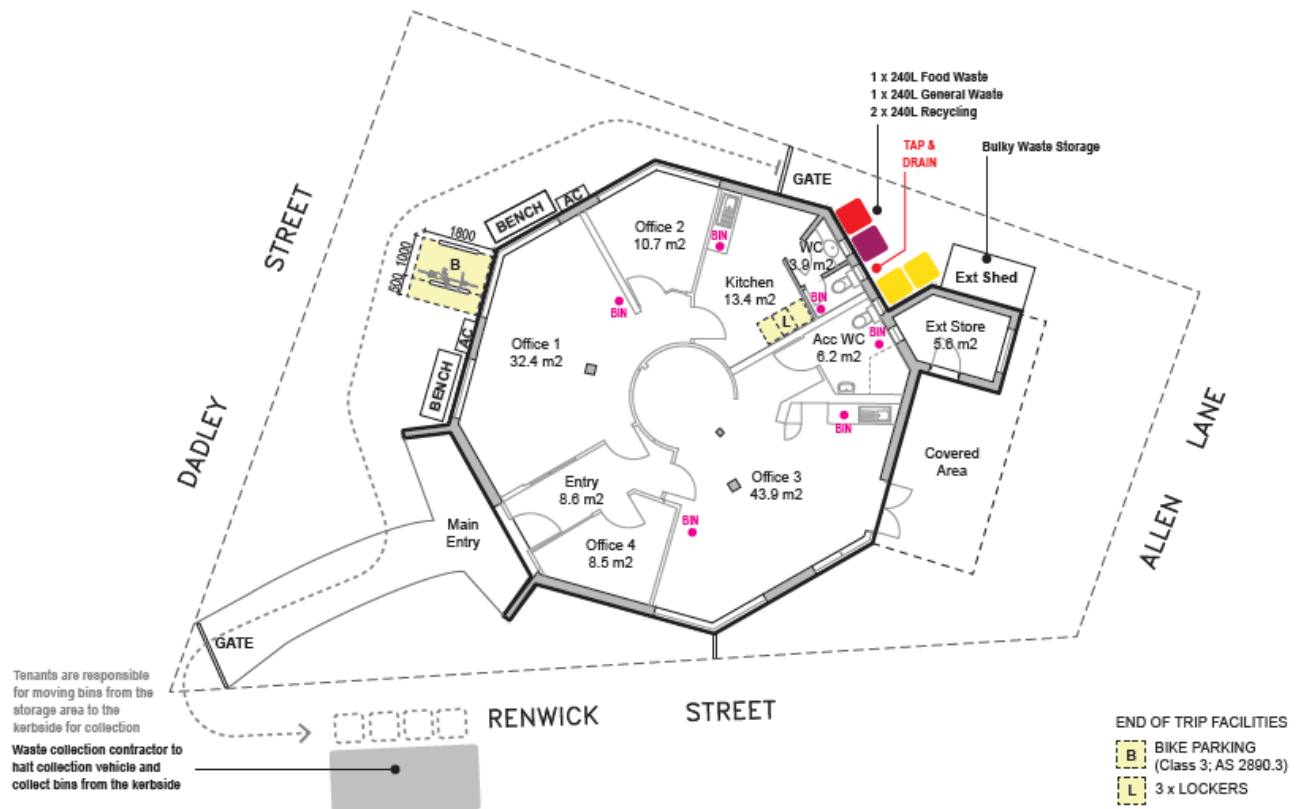 1 x 240L Food Waste
1 x 240L General Waste
2 x 240L Recycling
TAP &
DRAIN
Bulky Waste Storage
GATE
STREET
DADLEY
1800
1000
500
B
BENCH
AC
BENCH
AC
Office 2
10.7 m2
BIN
WC
3.9 m2
Kitchen
13.4 m2
BIN
BIN
L
Ext Shed
Ext Store
5.6 m2
BIN
Acc WC
6.2 m2
Office 1
32.4 m2
BIN
Covered
Area
LANE
ALLEN
Entry
8.6 m2
Office 3
43.9 m2
BIN
Main
Entry
Office 4
8.5 m2
GATE
Tenants are responsible
for moving bins from the
storage area to the
kerbside for collection
Waste collection contractor to
halt collection vehicle and
collect bins from the kerbside
RENWICK STREET
END OF TRIP FACILITIES
B BIKE PARKING
(Class 3; AS 2890.3)
L 3 x LOCKERS